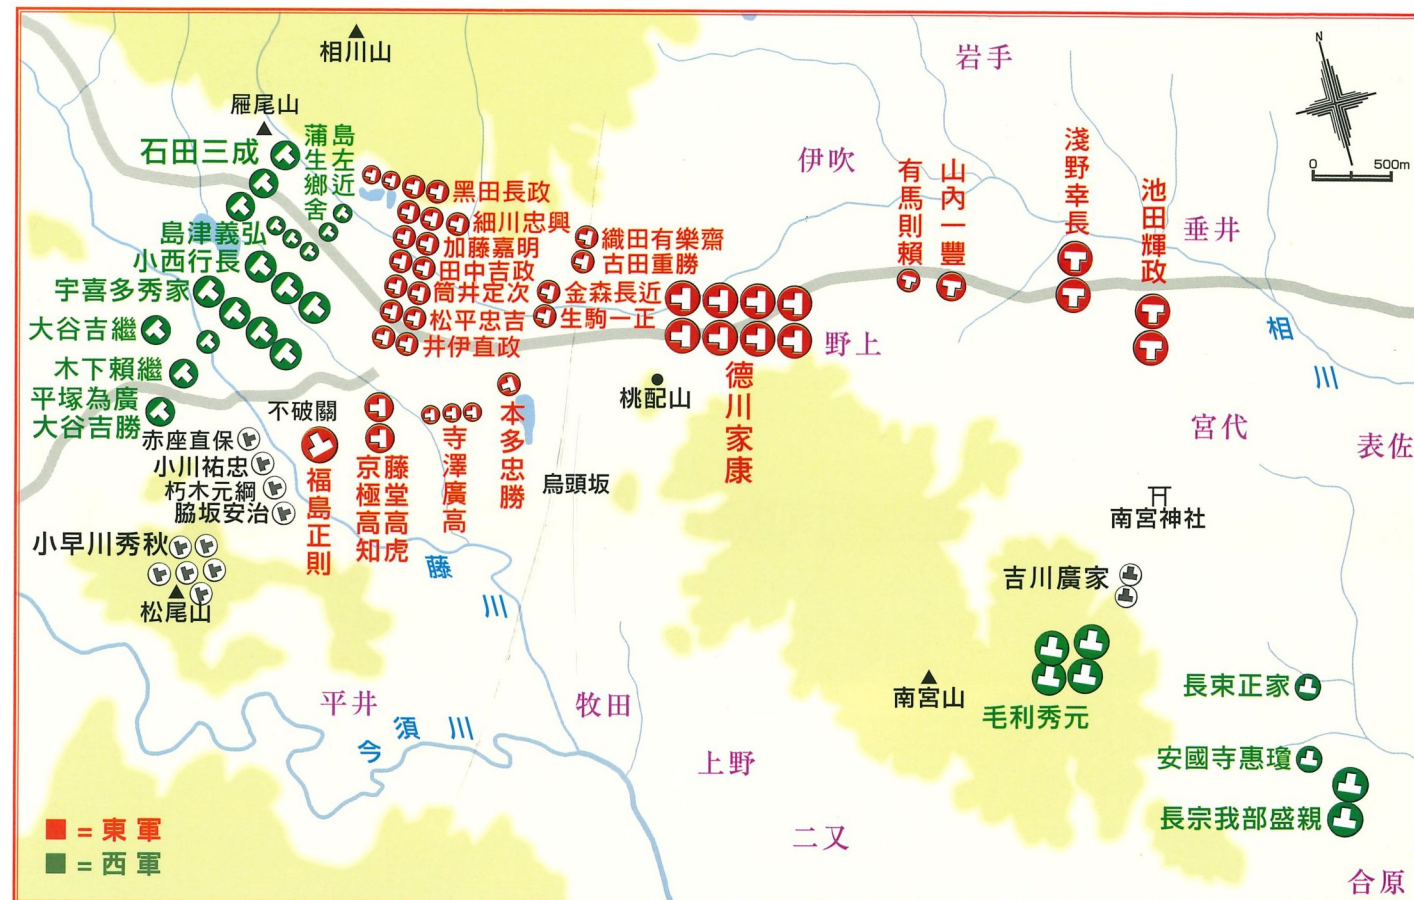 相川山
雁尾山
石田三成
島左近
蒲生鄉舍
島津義弘
小西行長
宇喜多秀家
大谷吉繼
木下賴繼
平塚為廣
大谷吉勝
赤座直保
小川祐忠
朽木元綱
脇坂安治
小早川秀秋
松尾山
黑田長政
細川忠興
加藤嘉明
田中吉政
筒井定次
松平忠吉
井伊直政
織田有樂齋
古田重勝
金森長近
生駒一正
不破關
福島正則
藤堂高虎
京極高知
寺澤廣高
本多忠勝
桃配山
烏頭坂
德川家康
野上
伊吹
岩手
有馬則賴
山內一豐
淺野幸長
池田輝政
垂井
N
0 500m
相川
宮代
表佐
南宮神社
吉川廣家
南宮山
毛利秀元
長束正家
安國寺惠瓊
長宗我部盛親
合原
藤川
平井
今須川
牧田
上野
二又
=東軍
=西軍